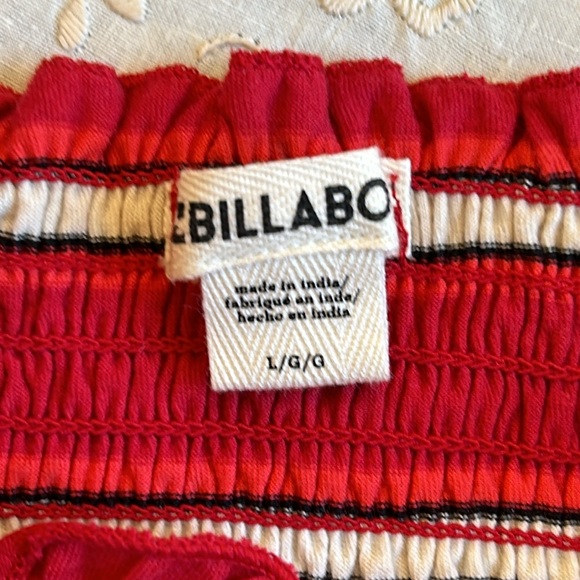 BILLABO
made in india/
fabriqué en inde/
hecho en india
L/G/G